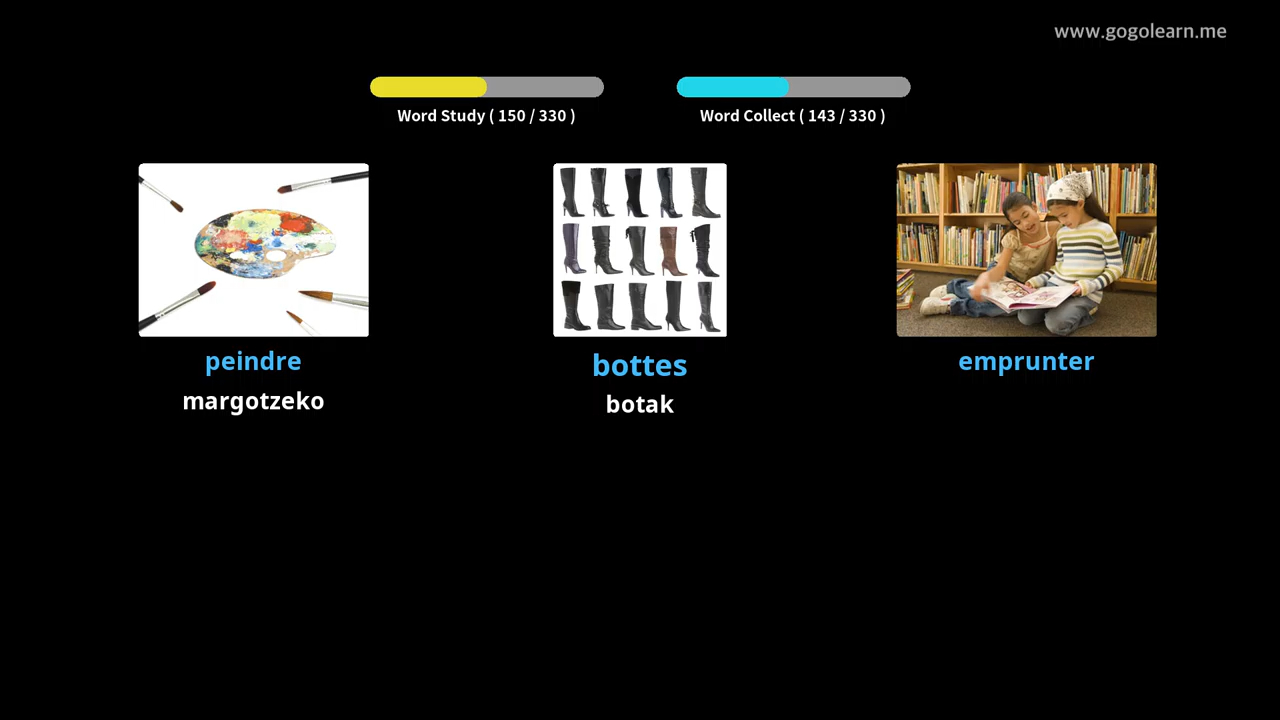 www.gogolearn.me
Word Study ( 150 / 330 )
Word Collect ( 143 / 330 )
peindre
margotzeko
bottes
botak
emprunter